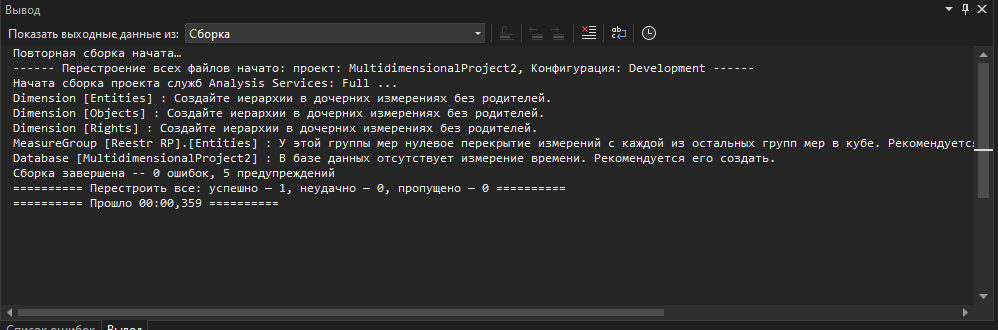 Вывод
Показать выходные данные из: Сборка
Повторная сборка начата…
------ Перестроение всех файлов начато: проект: MultidimensionalProject2, Конфигурация: Development ------
Начата сборка проекта служб Analysis Services: Full ...
Dimension [Entities] : Создайте иерархии в дочерних измерениях без родителей.
Dimension [Objects] : Создайте иерархии в дочерних измерениях без родителей.
Dimension [Rights] : Создайте иерархии в дочерних измерениях без родителей.
MeasureGroup [Reestr RP].[Entities] : У этой группы мер нулевое перекрытие измерений с каждой из остальных групп мер в кубе. Рекомендуетс
Database [MultidimensionalProject2] : В базе данных отсутствует измерение времени. Рекомендуется его создать.
Сборка завершена -- 0 ошибок, 5 предупреждений
========== Перестроить все: успешно – 1, неудачно – 0, пропущено – 0 ==========
========== Прошло 00:00,359 ==========
Список ошибок Вывод